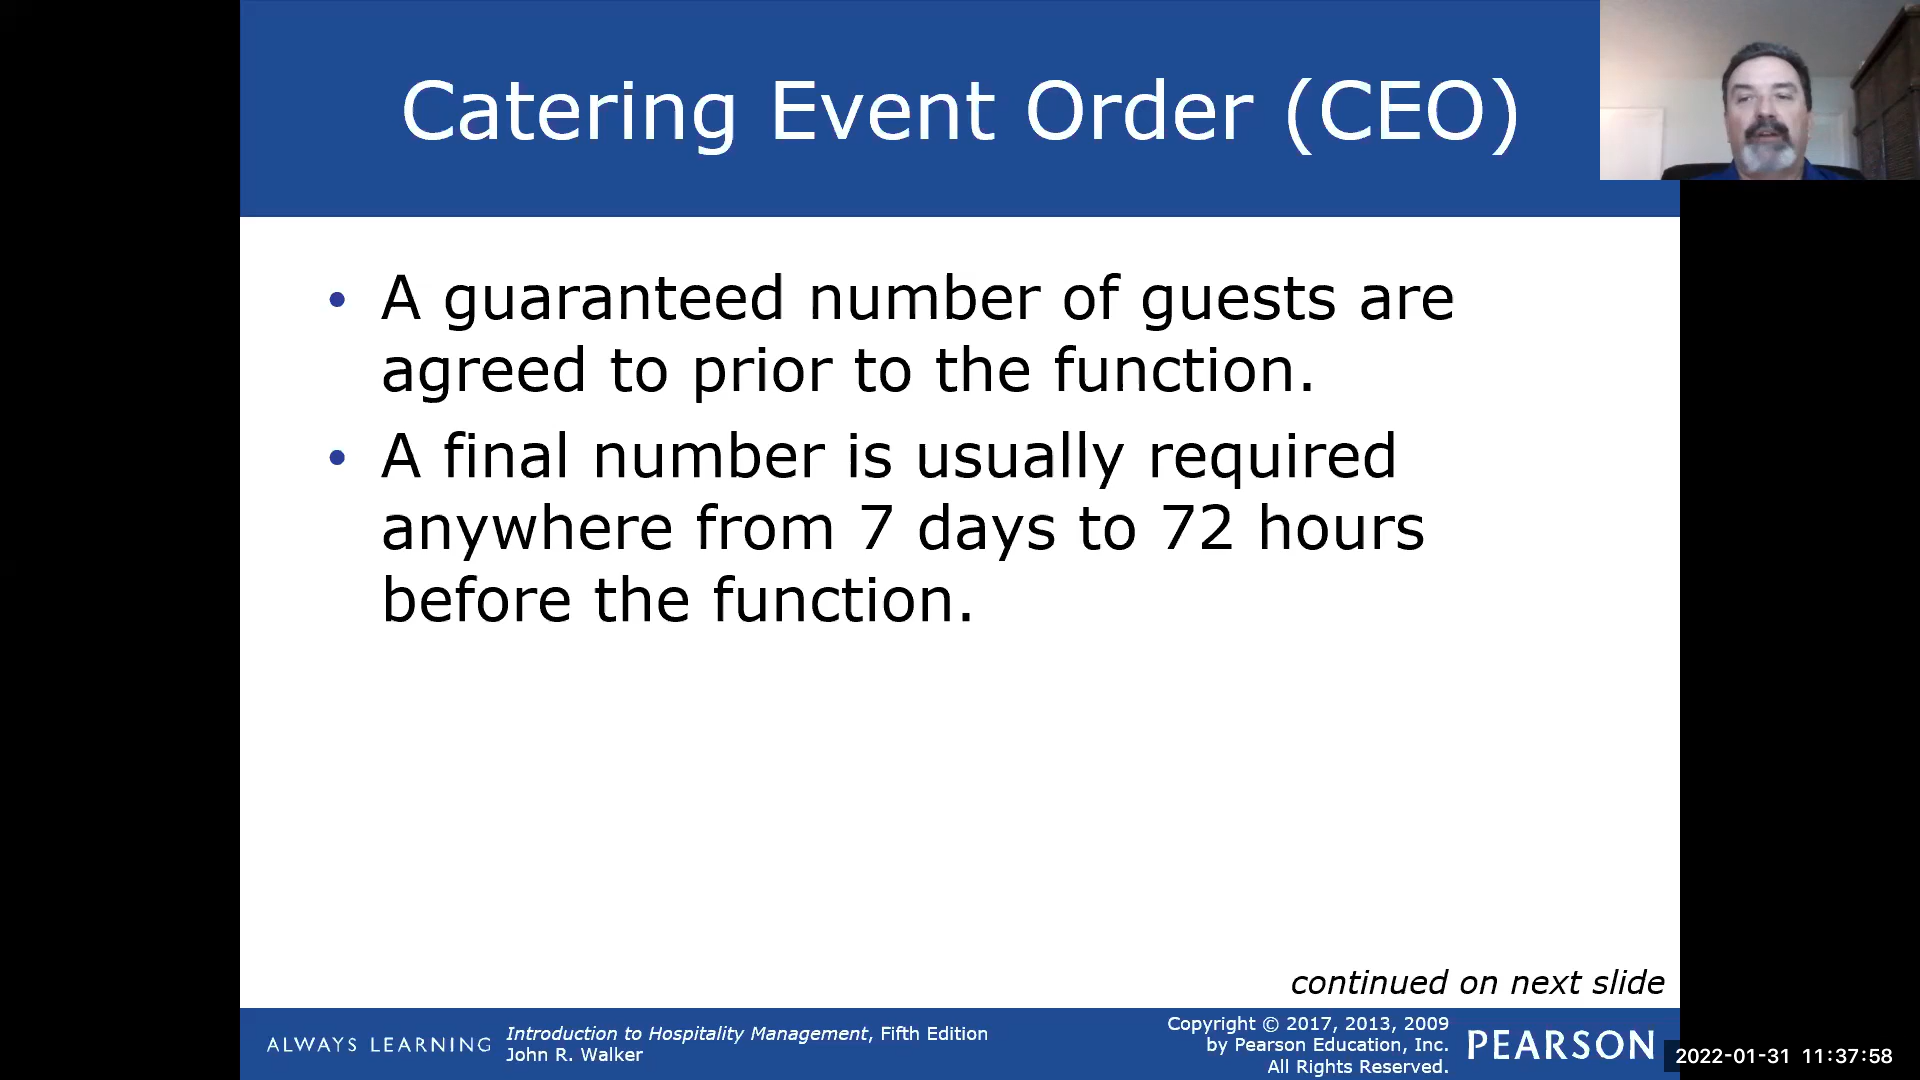 Catering Event Order (CEO)
• A guaranteed number of guests are
agreed to prior to the function.
• A final number is usually required
anywhere from 7 days to 72 hours
before the function.
continued on next slide
ALWAYS LEARNING
Introduction to Hospitality Management, Fifth Edition
John R. Walker
Copyright © 2017, 2013, 2009
by Pearson Education, Inc.
All Rights Reserved.
PEARSON
2022-01-31 11:37:58